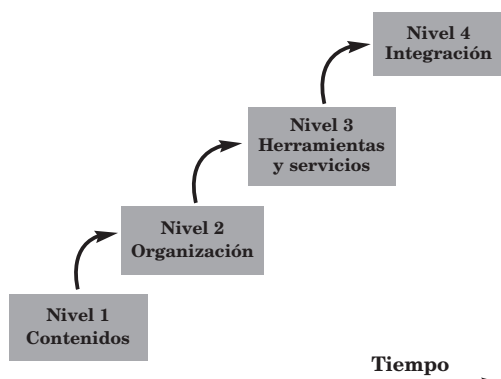 Nivel 4
Integración
Nivel 3
Herramientas
y servicios
Nivel 2
Organización
Nivel 1
Contenidos
Tiempo